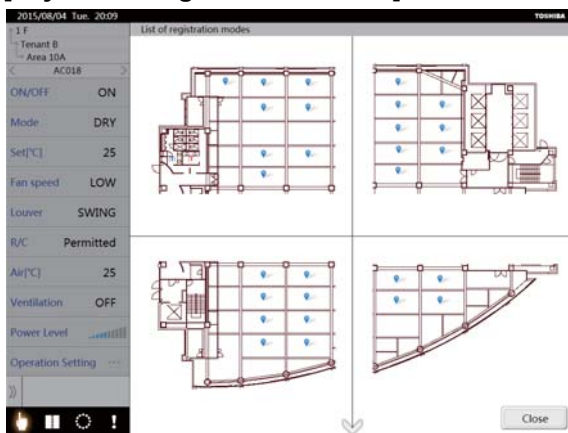 2015/08/04 Tue. 20:09
TOSHIBA
1 F
Tenant B
Area 10A
List of registration modes
< AC018 >
ON/OFF ON
Mode DRY
Set[°C] 25
Fan speed LOW
Louver SWING
R/C Permitted
Air[°C] 25
Ventilation OFF
Power Level
Operation Setting ...
Close